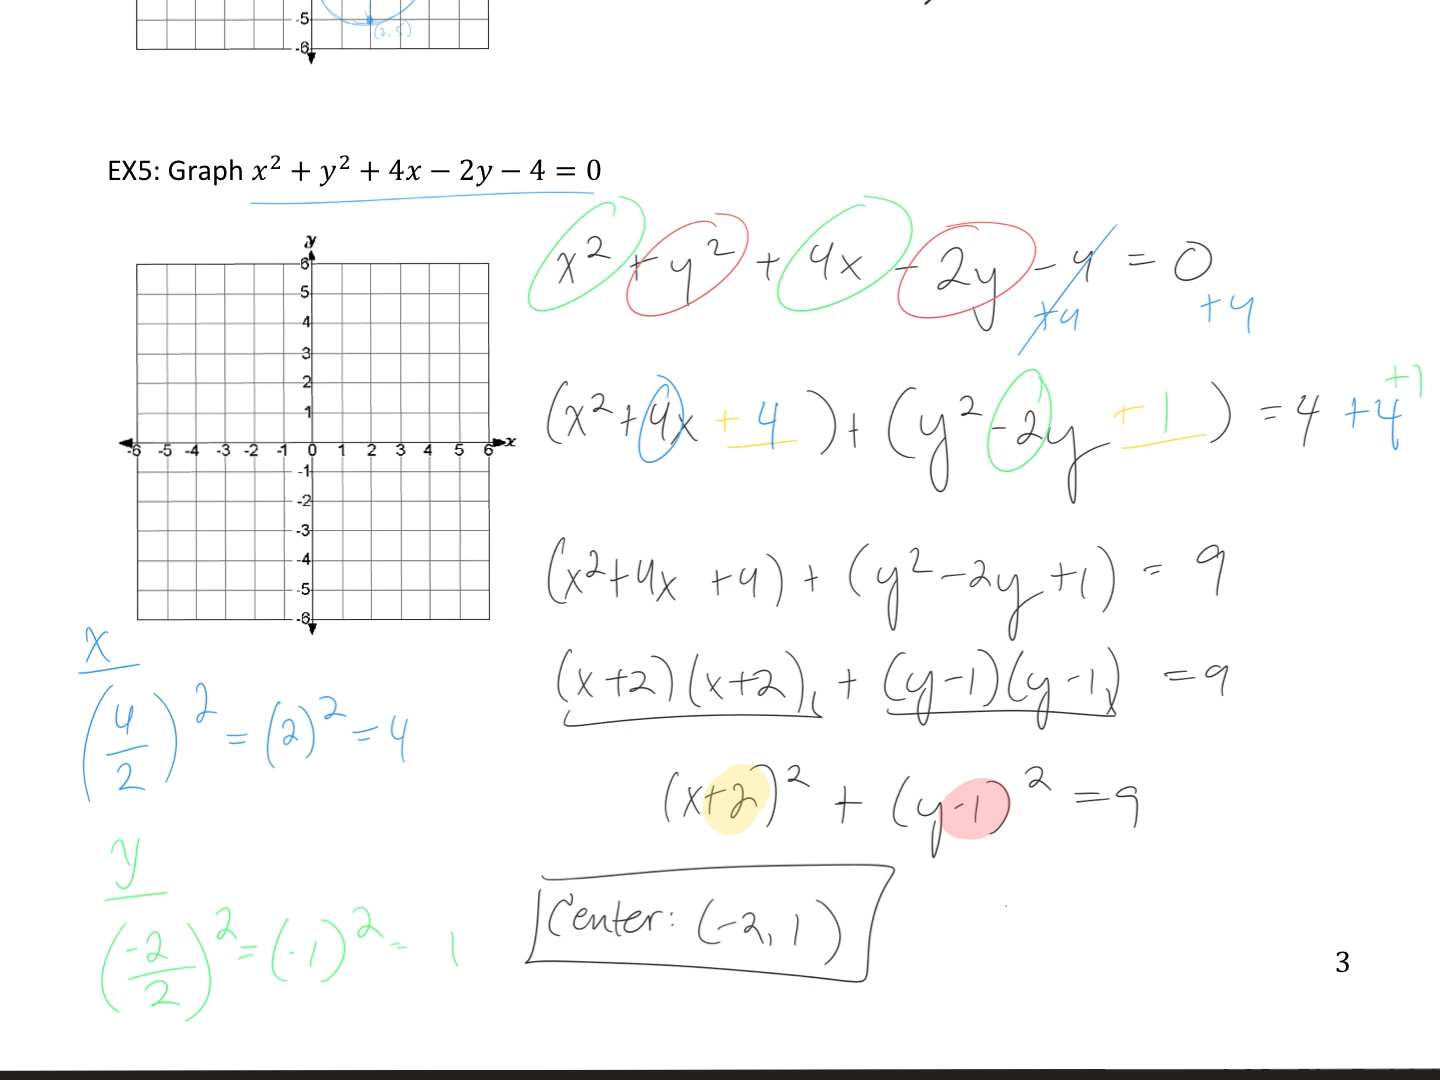 -5
(2,-5)
-6
EX5: Graph x² + y² + 4x − 2y − 4 = 0
x² + y² + 4x − 2y − 4 = 0
+4 +4
y
6
5
4
3
2
1
-6 -5 -4 -3 -2 -1 0 1 2 3 4 5 6 x
-1
-2
-3
-4
-5
-6
+1
(x² + 4x + 4) + (y² − 2y + 1) = 4 + 4
(x² + 4x + 4) + (y² − 2y + 1) = 9
(x+2)(x+2) + (y−1)(y−1) = 9
(x+2)² + (y−1)² = 9
Center: (−2, 1)
x
(4/2)² = (2)² = 4
y
(−2/2)² = (−1)² = 1
3